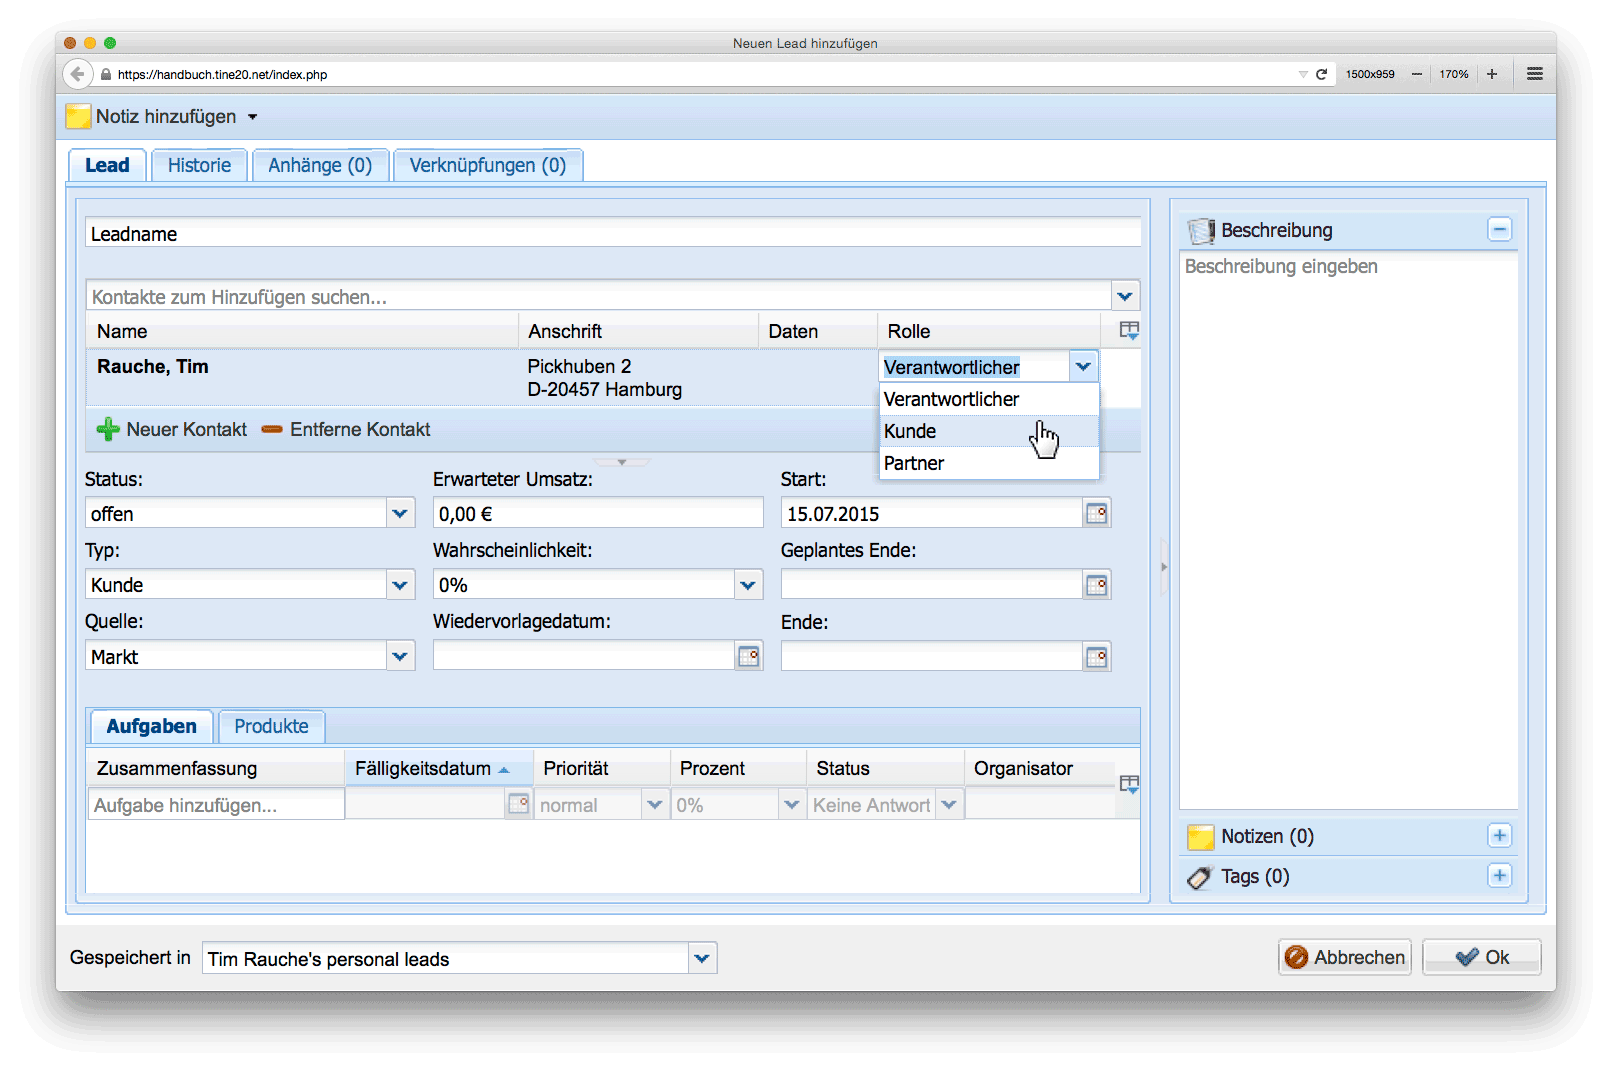 Neuen Lead hinzufügen
https://handbuch.tine20.net/index.php
1500x959
170%
Notiz hinzufügen
Lead
Historie
Anhänge (0)
Verknüpfungen (0)
Leadname
Kontakte zum Hinzufügen suchen...
Name
Anschrift
Daten
Rolle
Rauche, Tim
Pickhuben 2
D-20457 Hamburg
Verantwortlicher
Verantwortlicher
Kunde
Partner
Neuer Kontakt
Entferne Kontakt
Status:
Erwarteter Umsatz:
Start:
offen
0,00 €
15.07.2015
Typ:
Wahrscheinlichkeit:
Geplantes Ende:
Kunde
0%
Quelle:
Wiedervorlagedatum:
Ende:
Markt
Aufgaben
Produkte
Zusammenfassung
Fälligkeitsdatum
Priorität
Prozent
Status
Organisator
Aufgabe hinzufügen...
normal
0%
Keine Antwort
Beschreibung
Beschreibung eingeben
Notizen (0)
Tags (0)
Gespeichert in
Tim Rauche's personal leads
Abbrechen
Ok